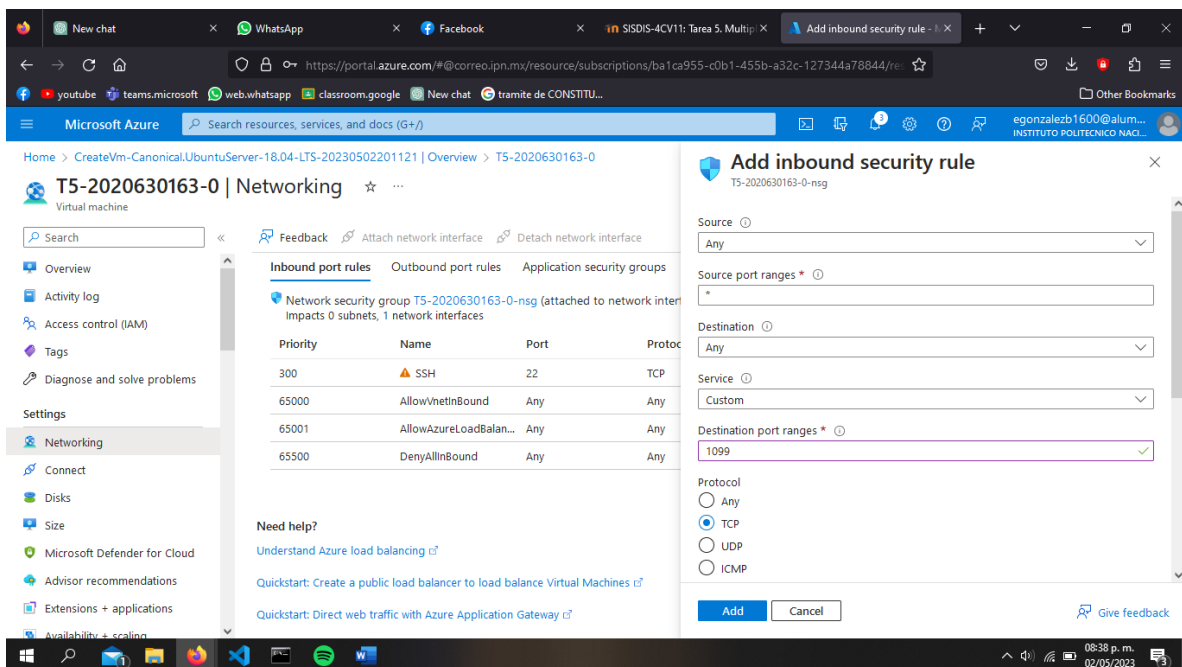 New chat
WhatsApp
Facebook
SISDIS-4CV11: Tarea 5. Multipl
Add inbound security rule -
https://portal.azure.com/#@correo.ipn.mx/resource/subscriptions/ba1ca955-c0b1-455b-a32c-127344a78844/res
youtube
teams.microsoft
web.whatsapp
classroom.google
New chat
tramite de CONSTITU...
Other Bookmarks
Microsoft Azure
Search resources, services, and docs (G+/)
3
egonzalezb1600@alum...
INSTITUTO POLITECNICO NACI...
Home > CreateVm-Canonical.UbuntuServer-18.04-LTS-20230502201121 | Overview > T5-2020630163-0
T5-2020630163-0 | Networking
Virtual machine
Search
Overview
Activity log
Access control (IAM)
Tags
Diagnose and solve problems
Settings
Networking
Connect
Disks
Size
Microsoft Defender for Cloud
Advisor recommendations
Extensions + applications
Availability + scaling
Feedback
Attach network interface
Detach network interface
Inbound port rules
Outbound port rules
Application security groups
Network security group T5-2020630163-0-nsg (attached to network interf
Impacts 0 subnets, 1 network interfaces
Priority Name Port Protoc
300 SSH 22 TCP
65000 AllowVnetInBound Any Any
65001 AllowAzureLoadBalan... Any Any
65500 DenyAllInBound Any Any
Need help?
Understand Azure load balancing
Quickstart: Create a public load balancer to load balance Virtual Machines
Quickstart: Direct web traffic with Azure Application Gateway
Add inbound security rule
T5-2020630163-0-nsg
Source
Any
Source port ranges *
*
Destination
Any
Service
Custom
Destination port ranges *
1099
Protocol
Any
TCP
UDP
ICMP
Add
Cancel
Give feedback
1
08:38 p. m.
02/05/2023
3